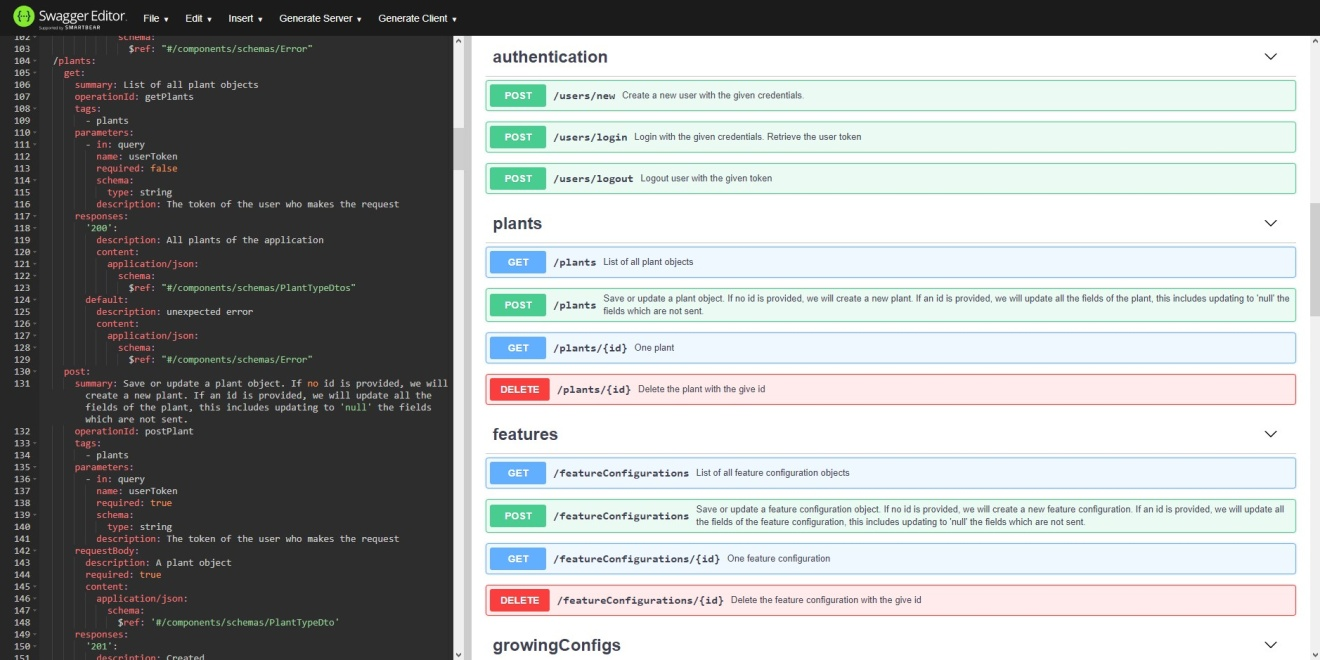 Swagger Editor.
Supported by SMARTBEAR
File
Edit
Insert
Generate Server
Generate Client
102 schema:
103 $ref: "#/components/schemas/Error"
104 /plants:
105 get:
106 summary: List of all plant objects
107 operationId: getPlants
108 tags:
109 - plants
110 parameters:
111 - in: query
112 name: userToken
113 required: false
114 schema:
115 type: string
116 description: The token of the user who makes the request
117 responses:
118 '200':
119 description: All plants of the application
120 content:
121 application/json:
122 schema:
123 $ref: "#/components/schemas/PlantTypeDtos"
124 default:
125 description: unexpected error
126 content:
127 application/json:
128 schema:
129 $ref: "#/components/schemas/Error"
130 post:
131 summary: Save or update a plant object. If no id is provided, we will
create a new plant. If an id is provided, we will update all the
fields of the plant, this includes updating to 'null' the fields
which are not sent.
132 operationId: postPlant
133 tags:
134 - plants
135 parameters:
136 - in: query
137 name: userToken
138 required: true
139 schema:
140 type: string
141 description: The token of the user who makes the request
142 requestBody:
143 description: A plant object
144 required: true
145 content:
146 application/json:
147 schema:
148 $ref: '#/components/schemas/PlantTypeDto'
149 responses:
150 '201':
151 description: Created
authentication
POST /users/new Create a new user with the given credentials.
POST /users/login Login with the given credentials. Retrieve the user token
POST /users/logout Logout user with the given token
plants
GET /plants List of all plant objects
POST /plants Save or update a plant object. If no id is provided, we will create a new plant. If an id is provided, we will update all the fields of the plant, this includes updating to 'null' the
fields which are not sent.
GET /plants/{id} One plant
DELETE /plants/{id} Delete the plant with the give id
features
GET /featureConfigurations List of all feature configuration objects
POST /featureConfigurations Save or update a feature configuration object. If no id is provided, we will create a new feature configuration. If an id is provided, we will update all
the fields of the feature configuration, this includes updating to 'null' the fields which are not sent.
GET /featureConfigurations/{id} One feature configuration
DELETE /featureConfigurations/{id} Delete the feature configuration with the give id
growingConfigs